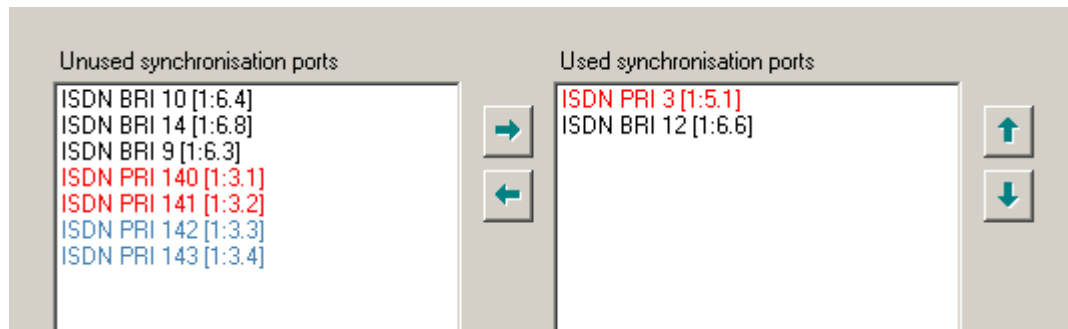 Unused synchronisation ports
ISDN BRI 10 [1:6.4]
ISDN BRI 14 [1:6.8]
ISDN BRI 9 [1:6.3]
ISDN PRI 140 [1:3.1]
ISDN PRI 141 [1:3.2]
ISDN PRI 142 [1:3.3]
ISDN PRI 143 [1:3.4]
Used synchronisation ports
ISDN PRI 3 [1:5.1]
ISDN BRI 12 [1:6.6]